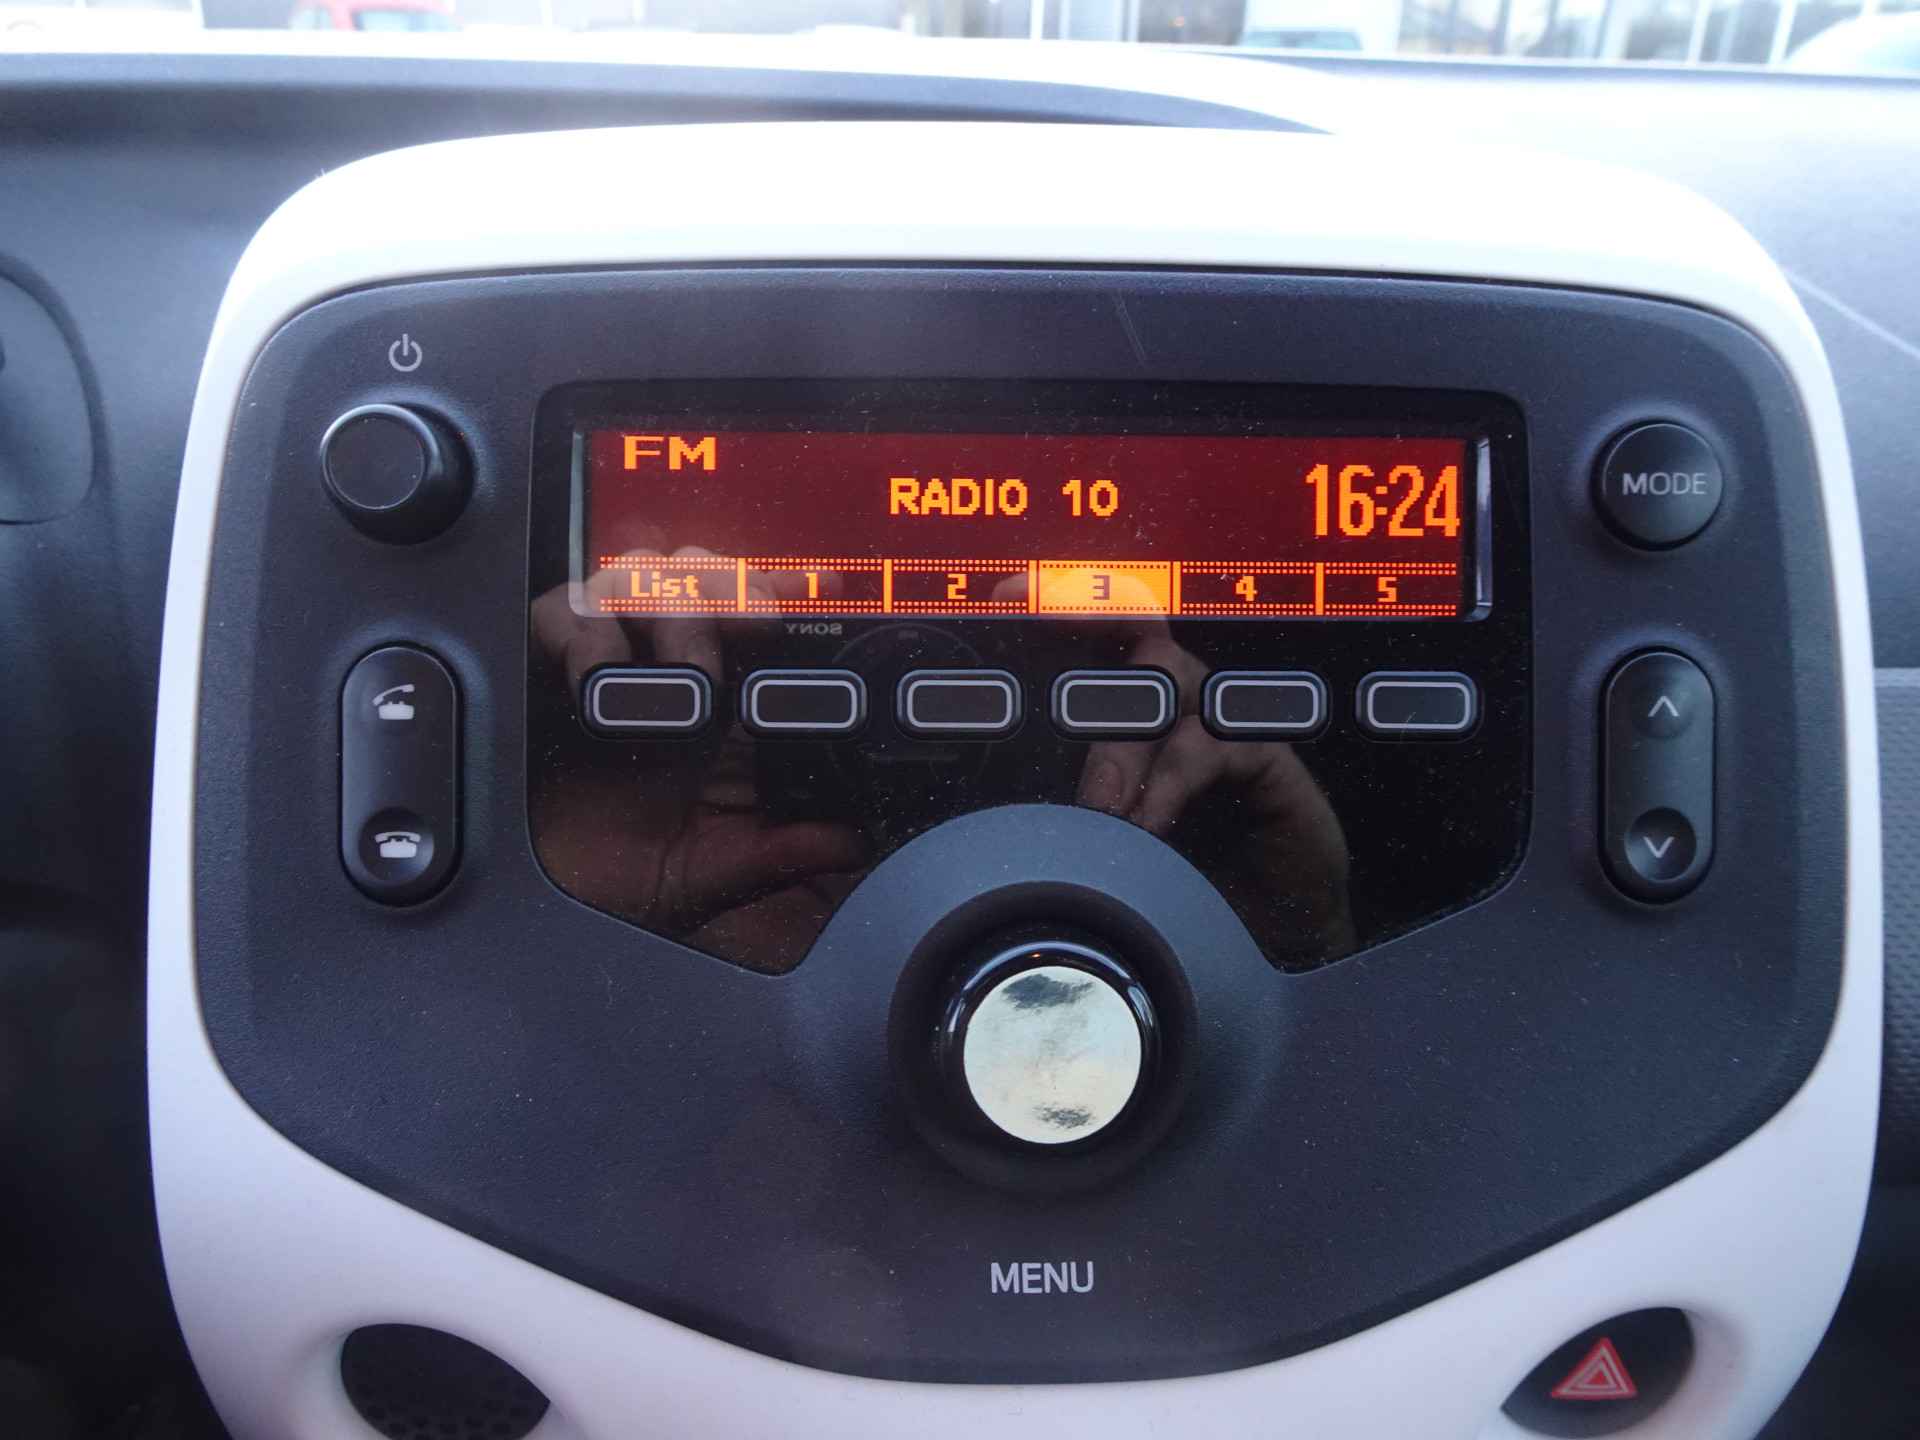 FM
RADIO 10
16:24
MODE
List 1 2 3 4 5
SONY
MENU